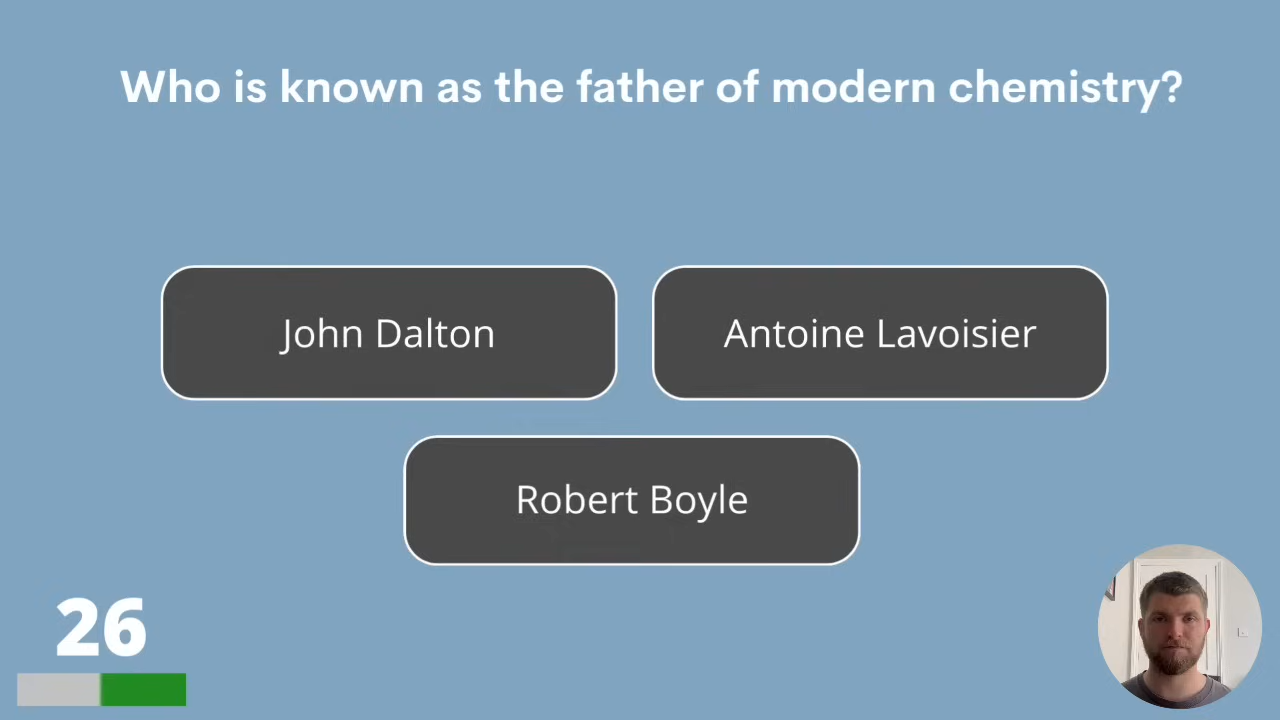 Who is known as the father of modern chemistry?
John Dalton
Antoine Lavoisier
Robert Boyle
26